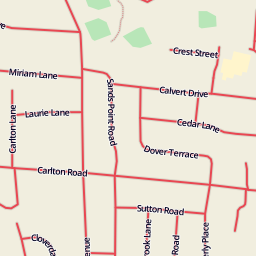 Crest Street
Miriam Lane
Calvert Drive
Sands Point Road
Laurie Lane
Carlton Lane
Cedar Lane
Dover Terrace
Carlton Road
Sutton Road
Road